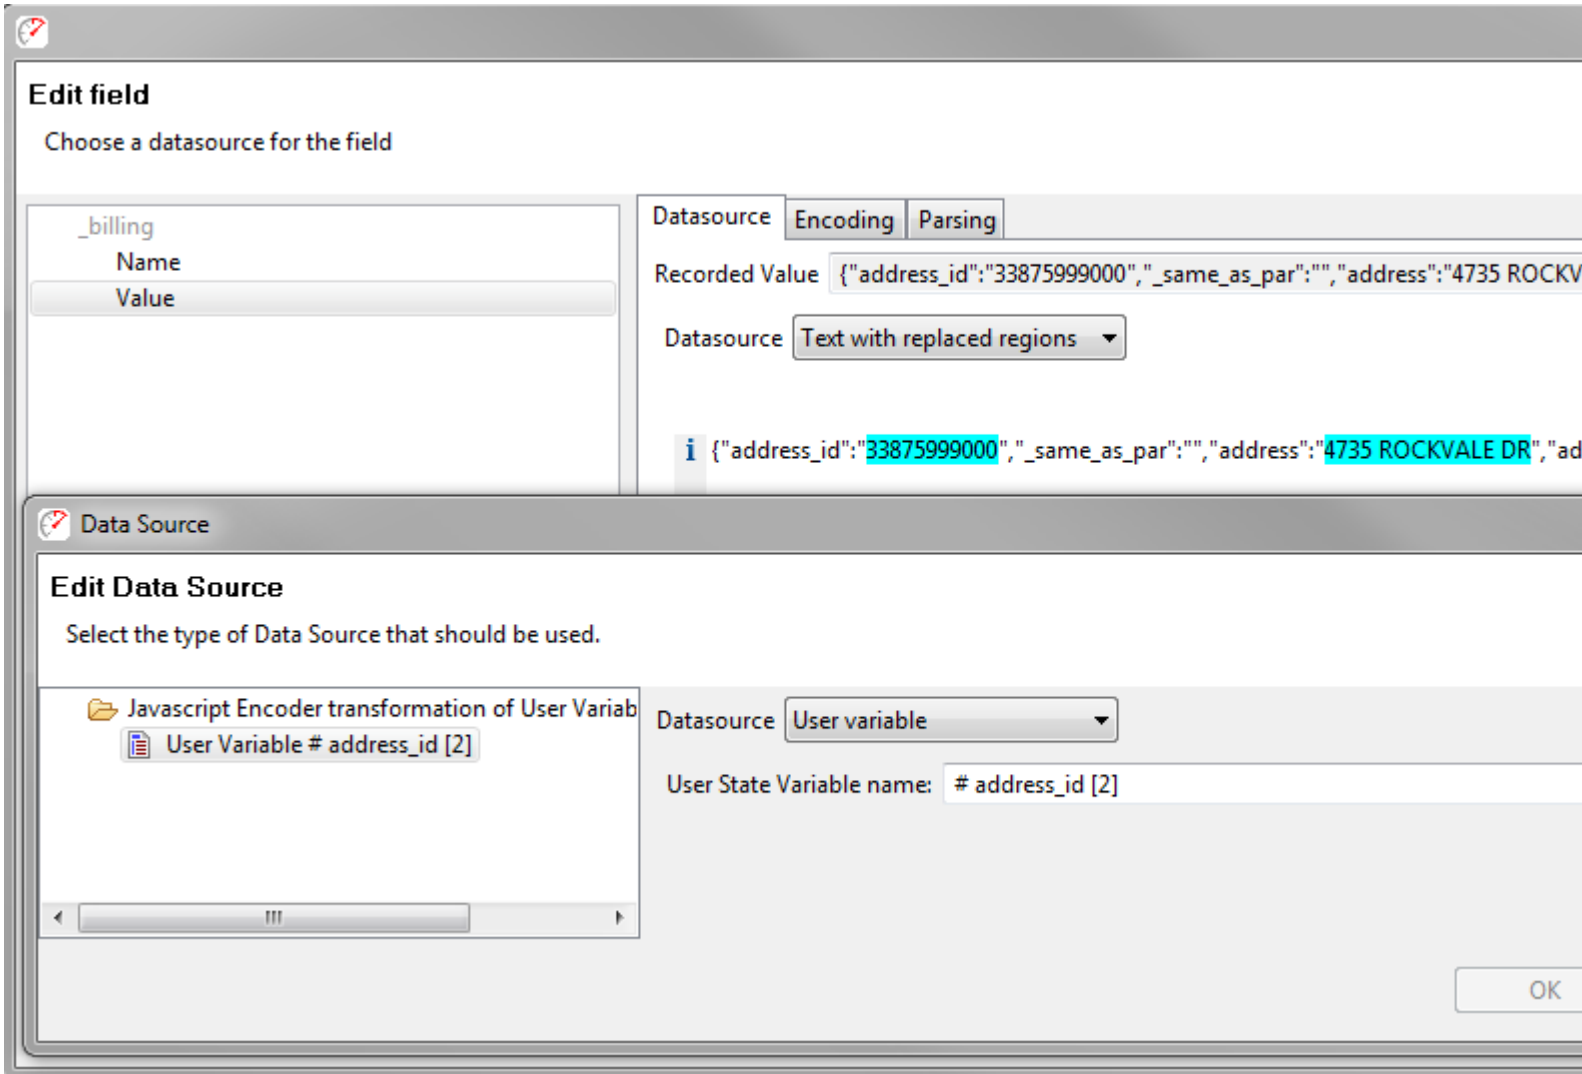 Edit field
Choose a datasource for the field
_billing
Name
Value
Datasource Encoding Parsing
Recorded Value {"address_id":"33875999000","_same_as_par":"","address":"4735 ROCKV
Datasource Text with replaced regions
i {"address_id":"33875999000","_same_as_par":"","address":"4735 ROCKVALE DR","ad
Data Source
Edit Data Source
Select the type of Data Source that should be used.
Javascript Encoder transformation of User Variab
User Variable # address_id [2]
Datasource User variable
User State Variable name: # address_id [2]
OK